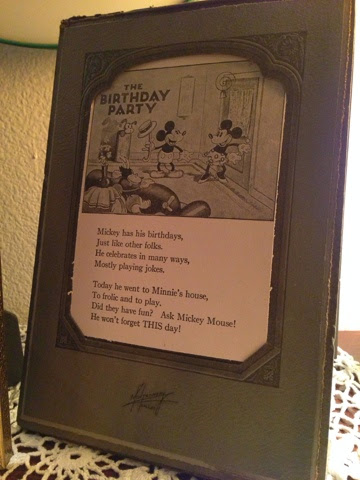 THE
BIRTHDAY
PARTY
Mickey has his birthdays,
Just like other folks.
He celebrates in many ways,
Mostly playing jokes.
Today he went to Minnie's house,
To frolic and to play.
Did they have fun? Ask Mickey Mouse!
He won't forget THIS day!